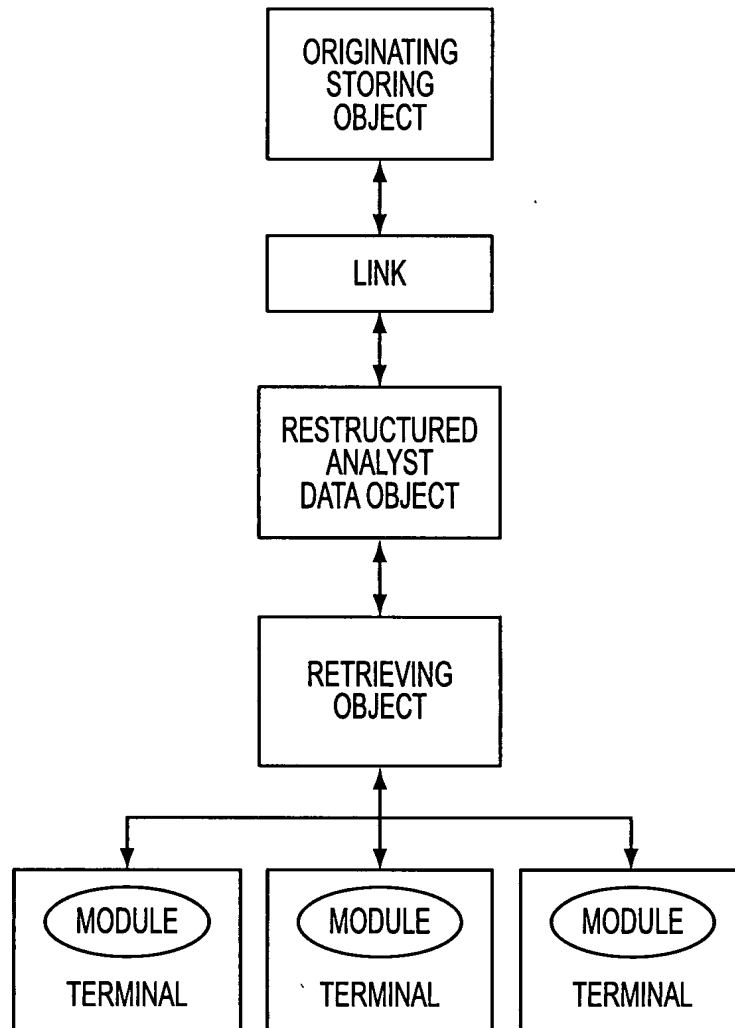 ORIGINATING
STORING
OBJECT
LINK
RESTRUCTURED
ANALYST
DATA OBJECT
RETRIEVING
OBJECT
MODULE
TERMINAL
MODULE
TERMINAL
MODULE
TERMINAL